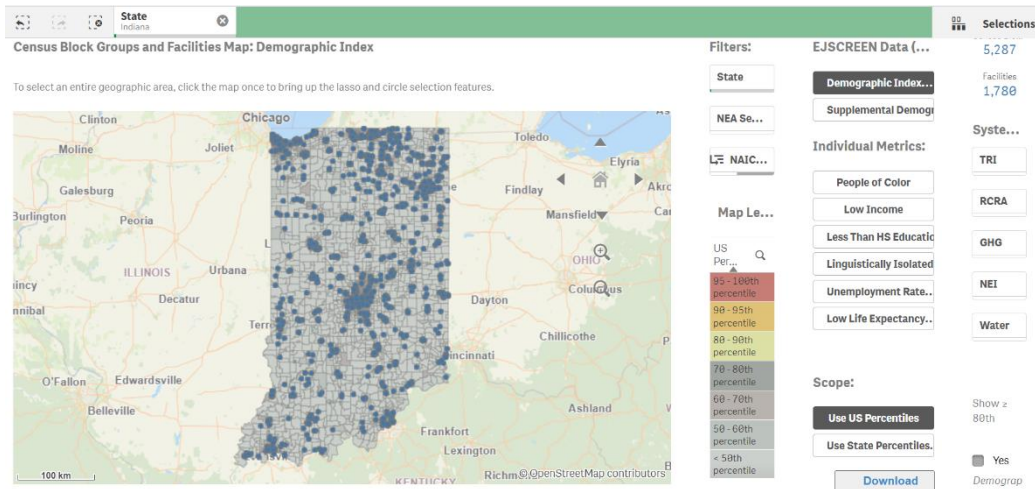 State
Indiana
Selections
Census Block Groups and Facilities Map: Demographic Index
To select an entire geographic area, click the map once to bring up the lasso and circle selection features.
Clinton
Chicago
Moline
Joliet
Toledo
Elyria
Galesburg
Findlay
Akro
Burlington
Peoria
Mansfield
Can
OHIO
ILLINOIS
Urbana
Columbus
Decatur
Dayton
Terre
Chillicothe
O'Fallon
Edwardsville
Belleville
Ashland
Frankfort
Lexington
KENTUCKY
100 km
© OpenStreetMap contributors
Filters:
State
NEA Se...
NAIC...
Map Le...
US
Per...
95 - 100th
percentile
90 - 95th
percentile
80 - 90th
percentile
70 - 80th
percentile
60 - 70th
percentile
50 - 60th
percentile
< 50th
percentile
EJSCREEN Data (...
Demographic Index...
Supplemental Demogr
Individual Metrics:
People of Color
Low Income
Less Than HS Educatio
Linguistically Isolated
Unemployment Rate..
Low Life Expectancy..
Scope:
Use US Percentiles
Use State Percentiles.
Download
5,287
Facilities
1,780
Syste...
TRI
RCRA
GHG
NEI
Water
Show ≥
80th
Yes
Demograp